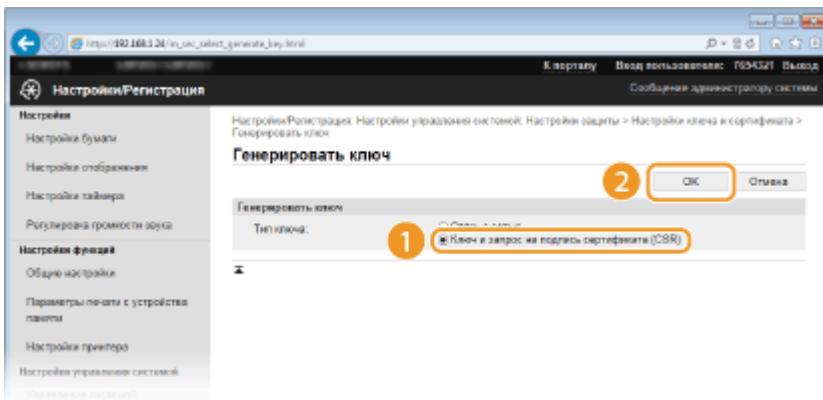 http://192.168.1.24/m_sec_select_generate_key.html
К порталу Вход пользователя: 7654321 Выход
Настройки/Регистрация
Сообщение администратору системы
Настройки
Настройки бумаги
Настройки отображения
Настройки таймера
Регулировка громкости звука
Настройки функций
Общие настройки
Параметры печати с устройства памяти
Настройки принтера
Настройки управления системой
Управление системой
Настройки/Регистрация: Настройки управления системой: Настройки защиты > Настройки ключа и сертификата >
Генерировать ключ
Генерировать ключ
2
OK
Отмена
Генерировать ключ
Тип ключа:
1
Ключ и запрос на подпись сертификата (CSR)